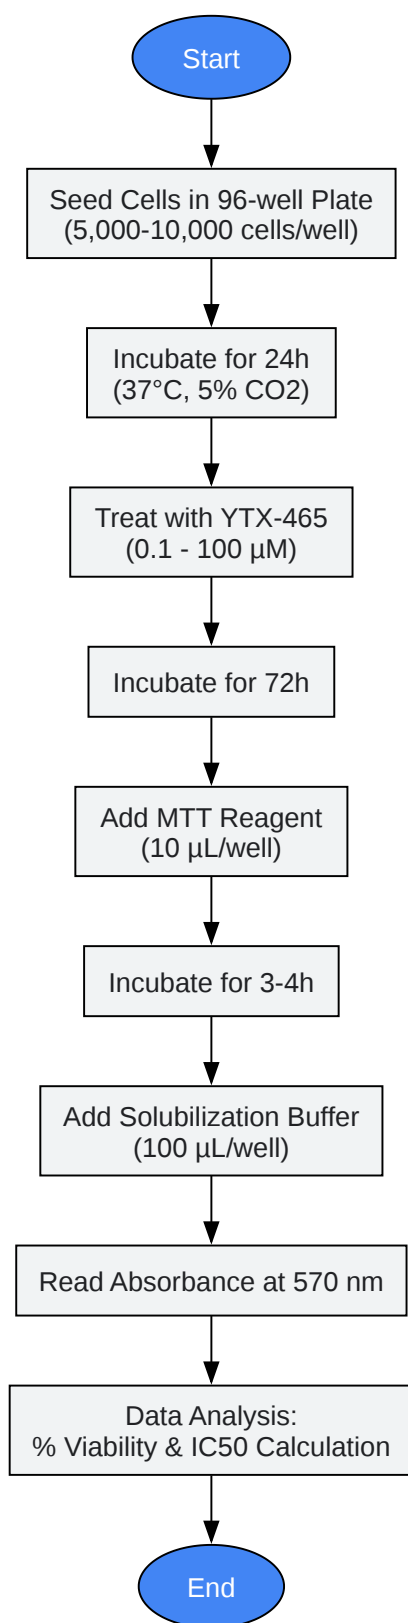 Start
Seed Cells in 96-well Plate
(5,000-10,000 cells/well)
Incubate for 24h
(37°C, 5% CO2)
Treat with YTX-465
(0.1 - 100 µM)
Incubate for 72h
Add MTT Reagent
(10 µL/well)
Incubate for 3-4h
Add Solubilization Buffer
(100 µL/well)
Read Absorbance at 570 nm
Data Analysis:
% Viability & IC50 Calculation
End